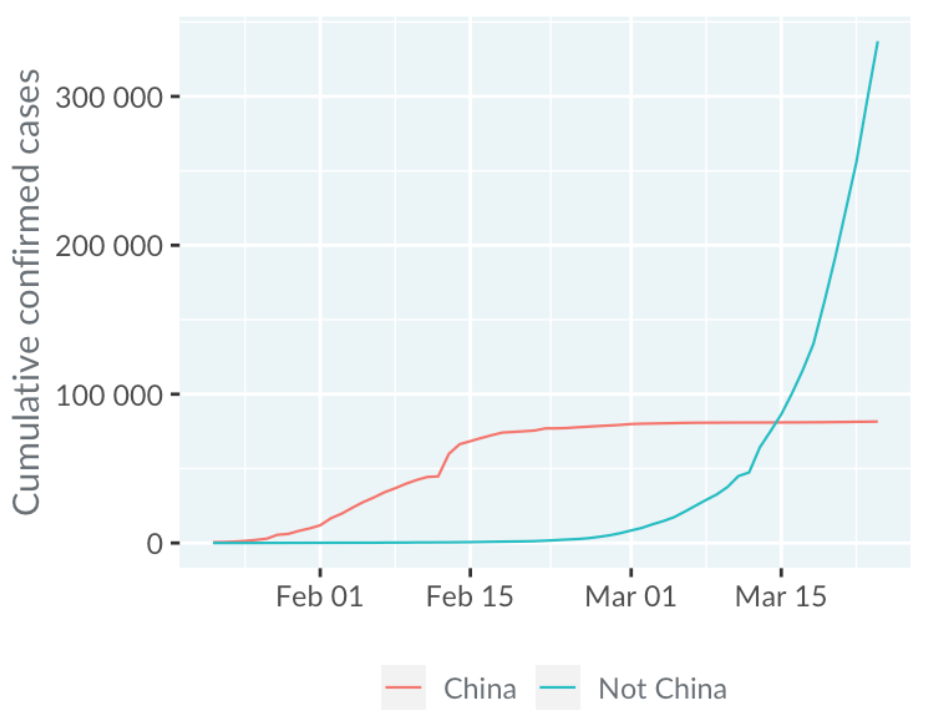 Cumulative confirmed cases
300 000
200 000
100 000
0
Feb 01 Feb 15 Mar 01 Mar 15
China Not China